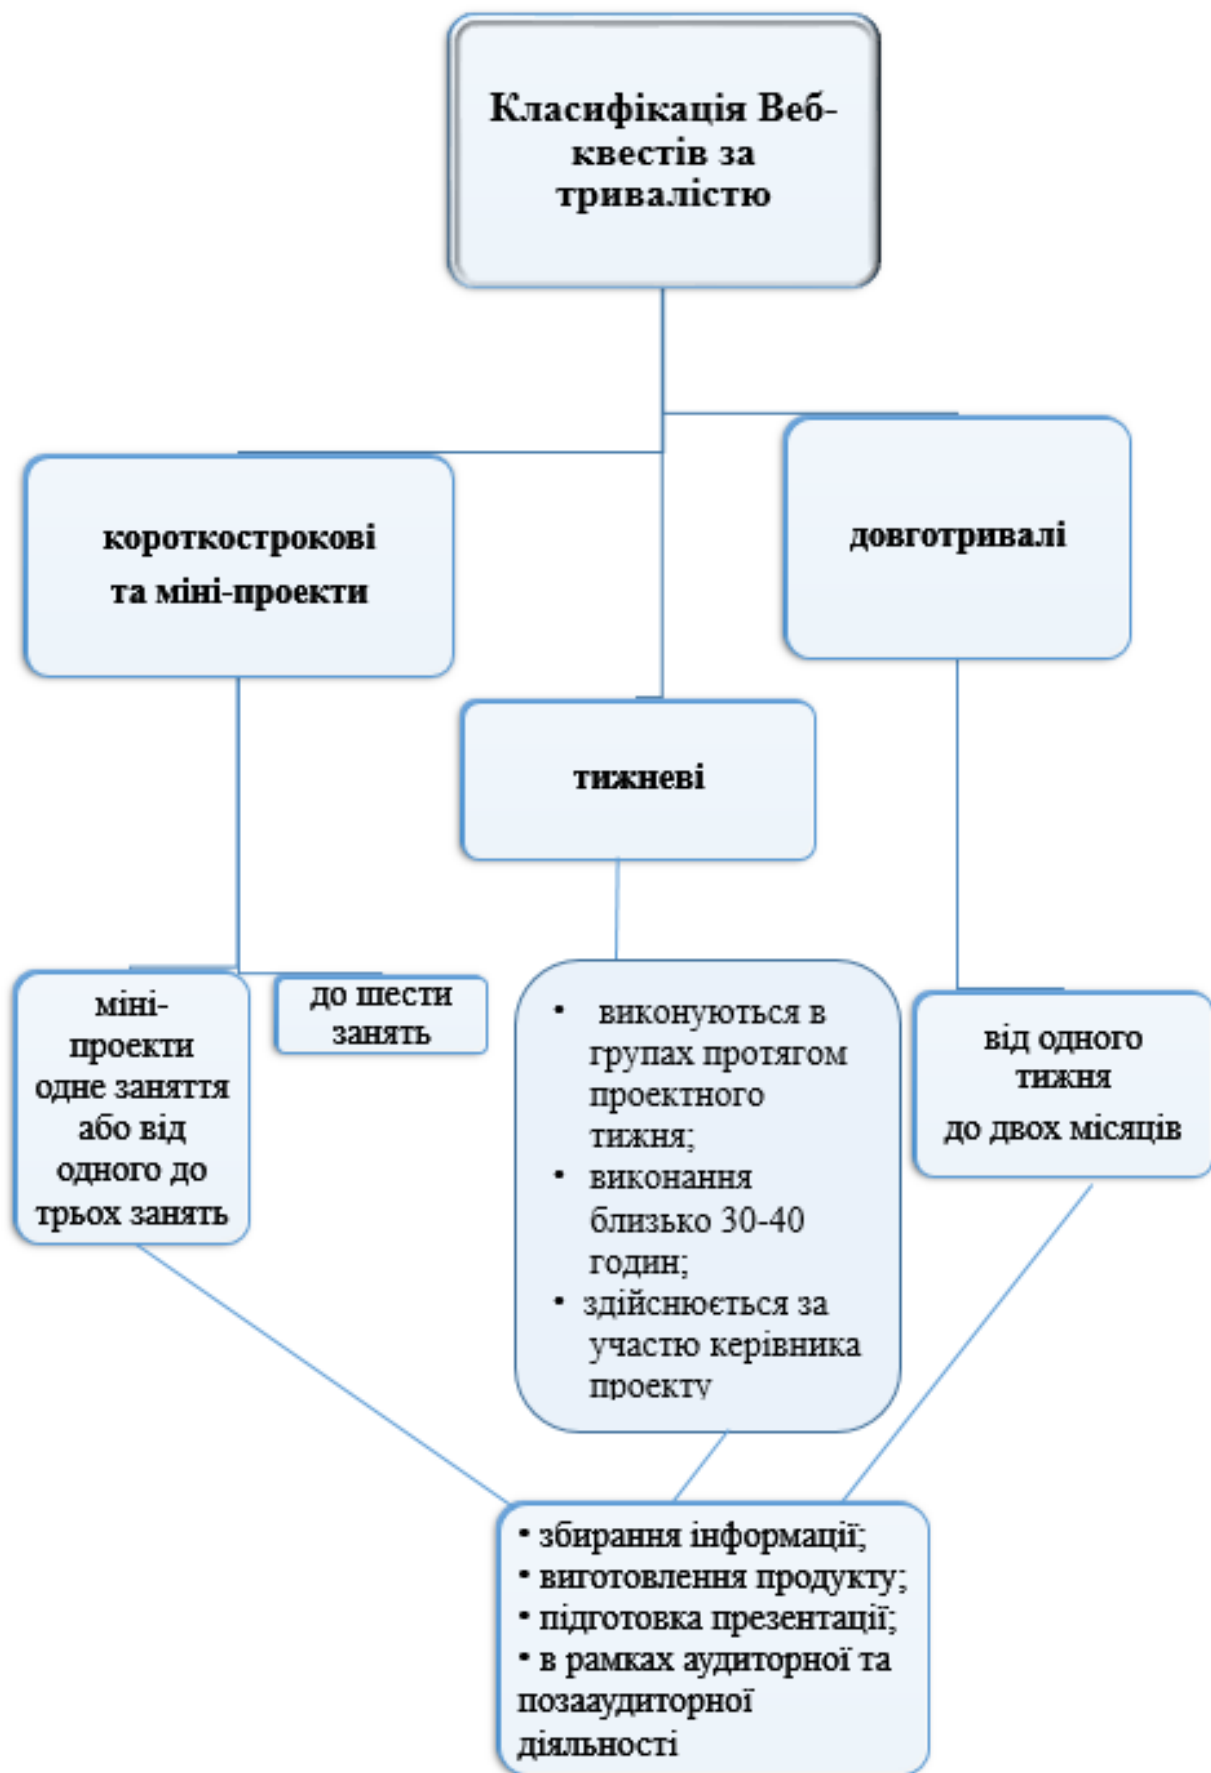 Класифікація Веб-
квестів за
тривалістю
короткострокові
та міні-проекти
довготривалі
тижневі
міні-
проекти
одне заняття
або від
одного до
трьох занять
до шести
занять
• виконуються в
групах протягом
проектного
тижня;
• виконання
близько 30-40
годин;
• здійснюється за
участю керівника
проекту
від одного
тижня
до двох місяців
• збирання інформації;
• виготовлення продукту;
• підготовка презентації;
• в рамках аудиторної та
позааудиторної
діяльності